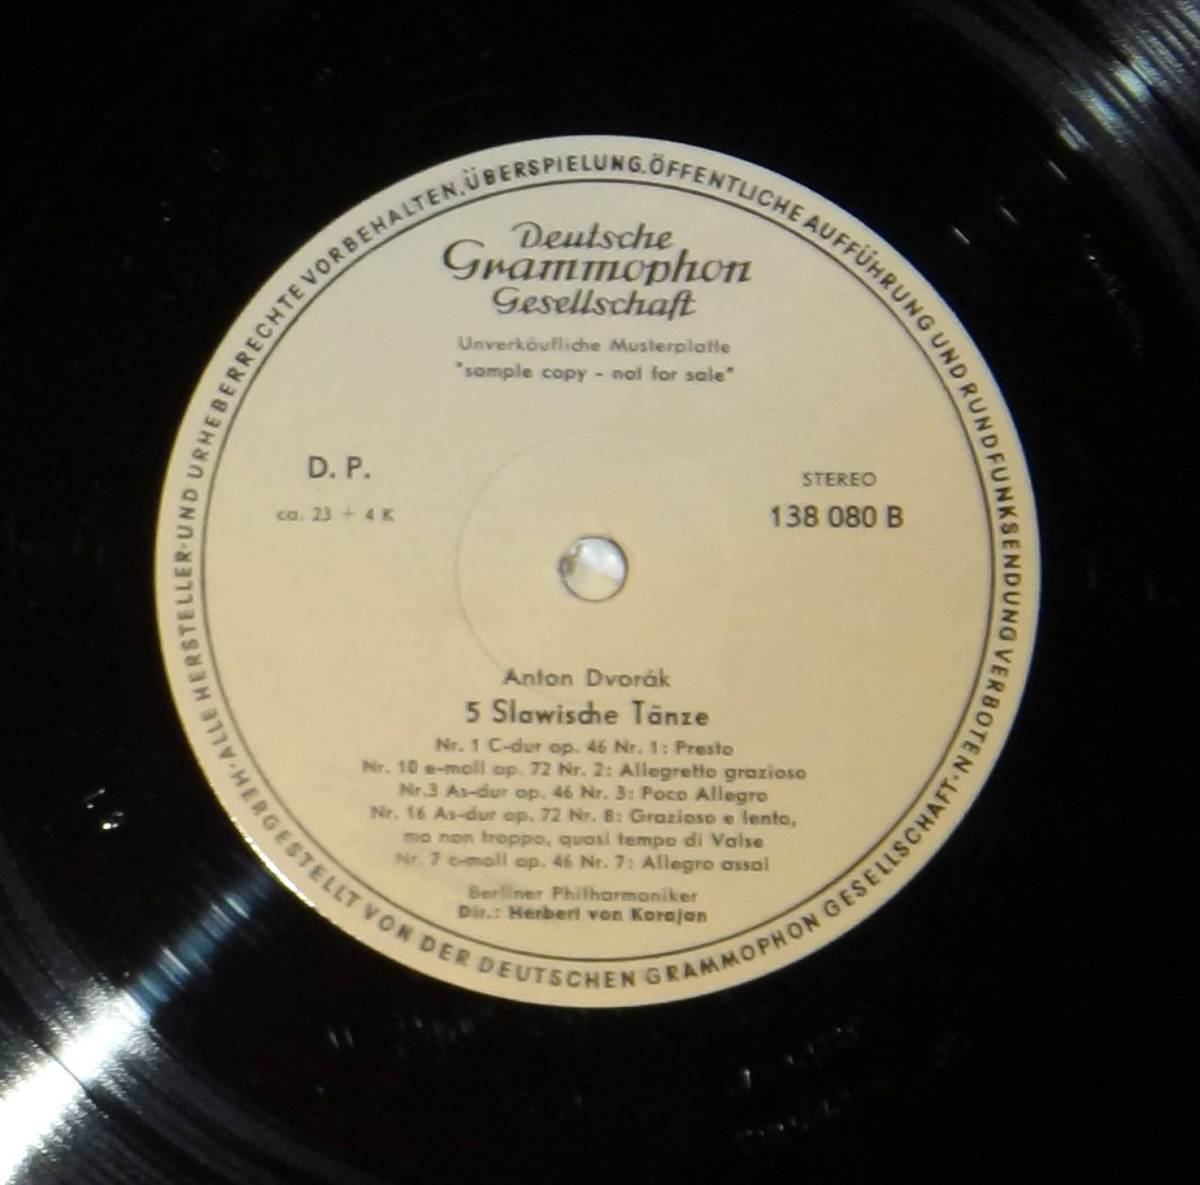 HERGESTELLT VON DER DEUTSCHEN GRAMMOPHON GESELLSCHAFT · ALLE HERSTELLER- UND URHEBERRECHTE VORBEHALTEN, ÜBERSPIELUNG, ÖFFENTLICHE AUFFÜHRUNG UND RUNDFUNKSENDUNG VERBOTEN ·
Deutsche
Grammophon
Gesellschaft
Unverkäufliche Musterplatte
"sample copy - not for sale"
D. P.
ca. 23 + 4 K
STEREO
138 080 B
Anton Dvorák
5 Slawische Tänze
Nr. 1 C-dur op. 46 Nr. 1: Presto
Nr. 10 e-moll op. 72 Nr. 2: Allegretto grazioso
Nr.3 As-dur op. 46 Nr. 3: Poco Allegro
Nr. 16 As-dur op. 72 Nr. 8: Grazioso e lento,
ma non troppo, quasi tempo di Valse
Nr. 7 c-moll op. 46 Nr. 7: Allegro assai
Berliner Philharmoniker
Dir.: Herbert von Karajan